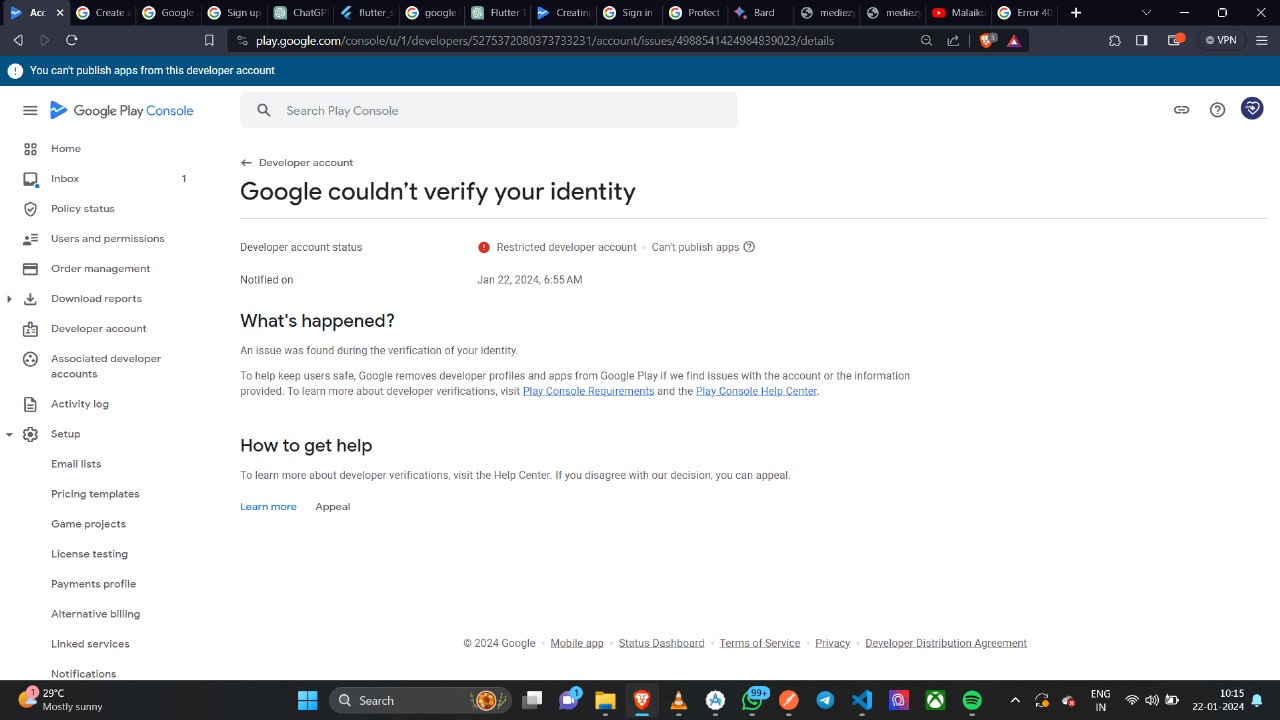 Acc
Create a
Google
Sign up
ChatGP
flutter_s
google
Flutter T
Creating
Sign in
Protect
Bard
mediezy
mediezy
Malaiko
Error 40
play.google.com/console/u/1/developers/5275372080373733231/account/issues/4988541424984839023/details
1
VPN
You can't publish apps from this developer account
Google Play Console
Search Play Console
Home
Inbox 1
Policy status
Users and permissions
Order management
Download reports
Developer account
Associated developer
accounts
Activity log
Setup
Email lists
Pricing templates
Game projects
License testing
Payments profile
Alternative billing
Linked services
Notifications
Developer account
Google couldn't verify your identity
Developer account status
Restricted developer account • Can't publish apps
Notified on
Jan 22, 2024, 6:55 AM
What's happened?
An issue was found during the verification of your identity.
To help keep users safe, Google removes developer profiles and apps from Google Play if we find issues with the account or the information
provided. To learn more about developer verifications, visit Play Console Requirements and the Play Console Help Center.
How to get help
To learn more about developer verifications, visit the Help Center. If you disagree with our decision, you can appeal.
Learn more Appeal
© 2024 Google • Mobile app • Status Dashboard • Terms of Service • Privacy • Developer Distribution Agreement
1
29°C
Mostly sunny
Search
1
99+
ENG
IN
10:15
22-01-2024